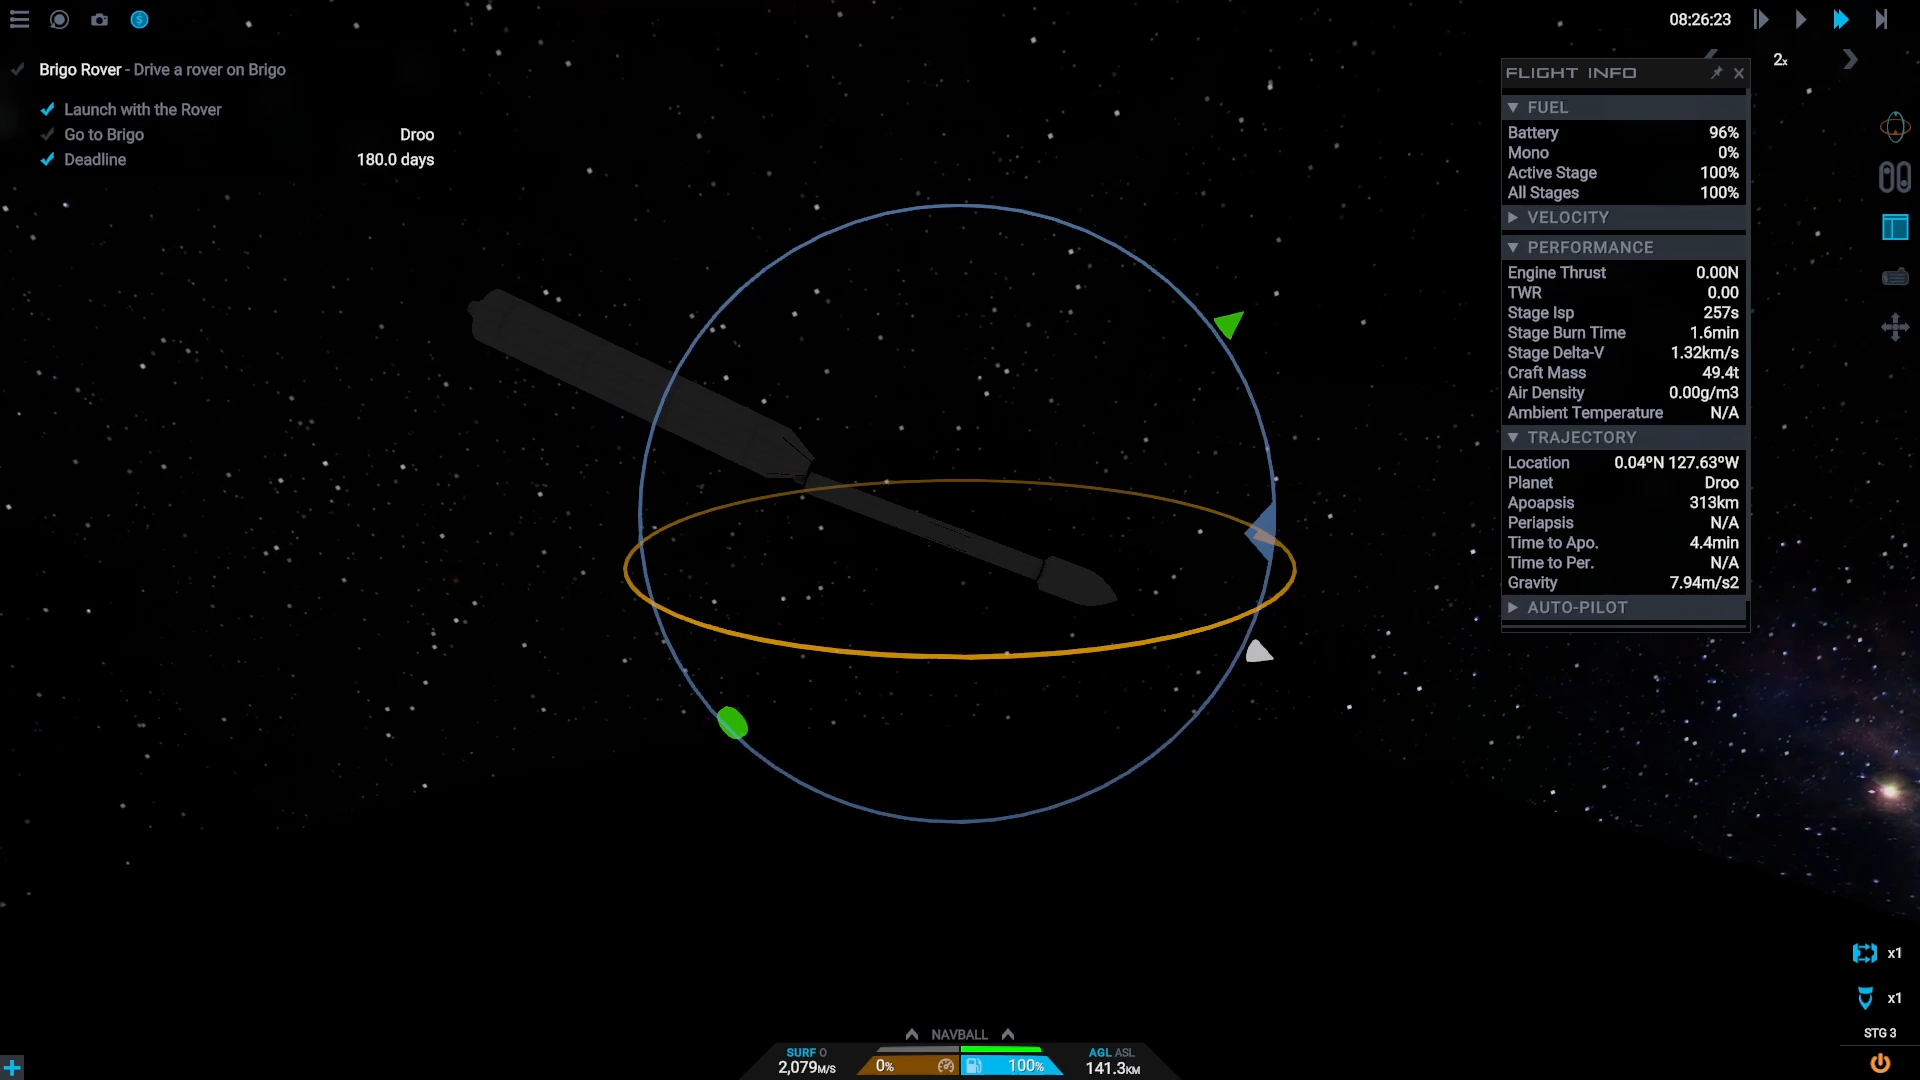 08:26:23
2x
Brigo Rover - Drive a rover on Brigo
Launch with the Rover
Go to Brigo Droo
Deadline 180.0 days
FLIGHT INFO
FUEL
Battery 96%
Mono 0%
Active Stage 100%
All Stages 100%
VELOCITY
PERFORMANCE
Engine Thrust 0.00N
TWR 0.00
Stage Isp 257s
Stage Burn Time 1.6min
Stage Delta-V 1.32km/s
Craft Mass 49.4t
Air Density 0.00g/m3
Ambient Temperature N/A
TRAJECTORY
Location 0.04ºN 127.63ºW
Planet Droo
Apoapsis 313km
Periapsis N/A
Time to Apo. 4.4min
Time to Per. N/A
Gravity 7.94m/s2
AUTO-PILOT
x1
x1
STG 3
NAVBALL
SURF O
2,079M/S
0%
100%
AGL ASL
141.3KM